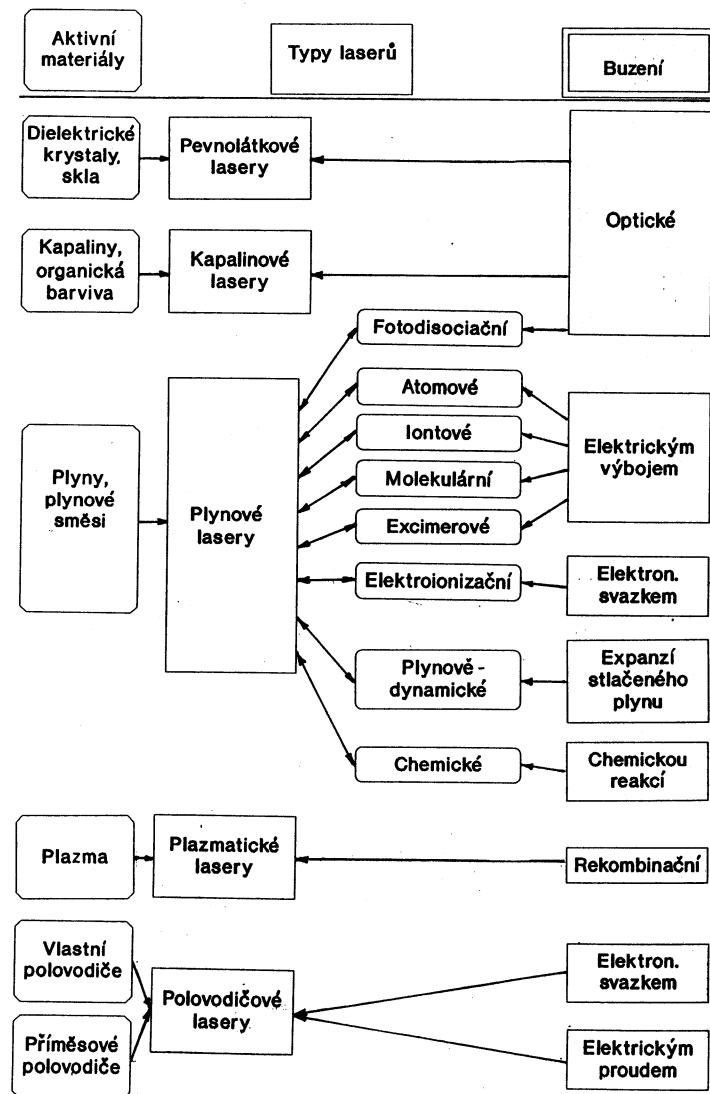 Aktivní
materiály
Typy laserů
Buzení
Dielektrické
krystaly,
skla
Pevnolátkové
lasery
Optické
Kapaliny,
organická
barviva
Kapalinové
lasery
Fotodisociační
Plyny,
plynové
směsi
Plynové
lasery
Atomové
Iontové
Molekulární
Excimerové
Elektrickým
výbojem
Elektroionizační
Elektron.
svazkem
Plynově -
dynamické
Expanzí
stlačeného
plynu
Chemické
Chemickou
reakcí
Plazma
Plazmatické
lasery
Rekombinační
Vlastní
polovodiče
Příměsové
polovodiče
Polovodičové
lasery
Elektron.
svazkem
Elektrickým
proudem